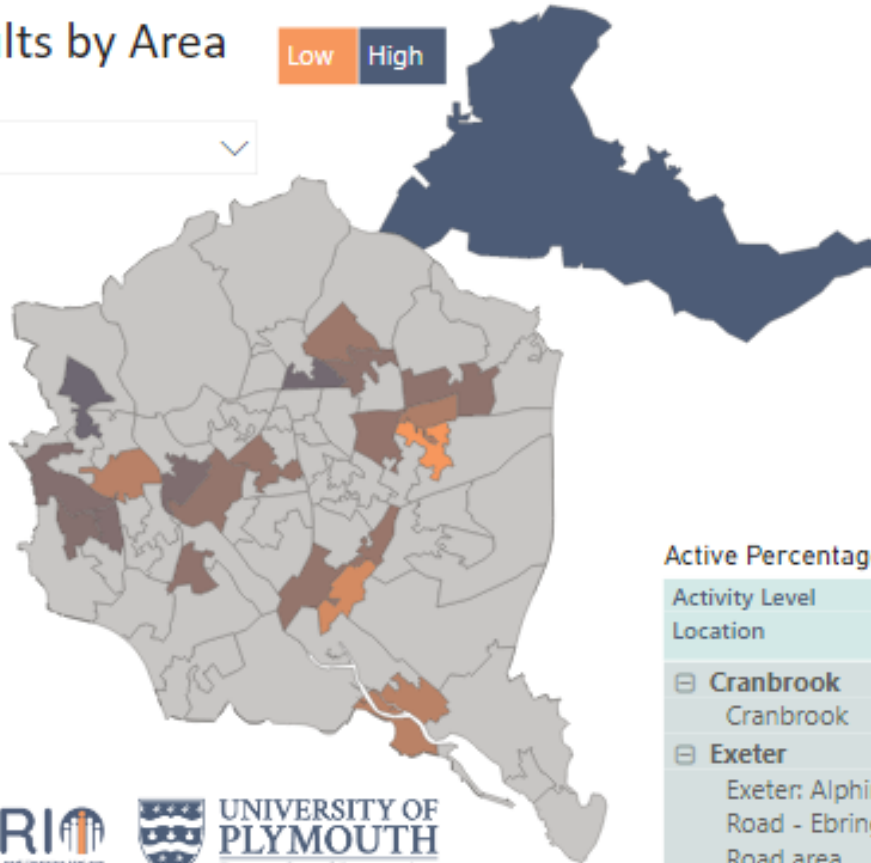 lts by Area
Low High
Active Percentag
Activity Level
Location
Cranbrook
Cranbrook
Exeter
Exeter: Alphi
Road - Ebrin
Road area
RIO
UNIVERSITY OF
PLYMOUTH